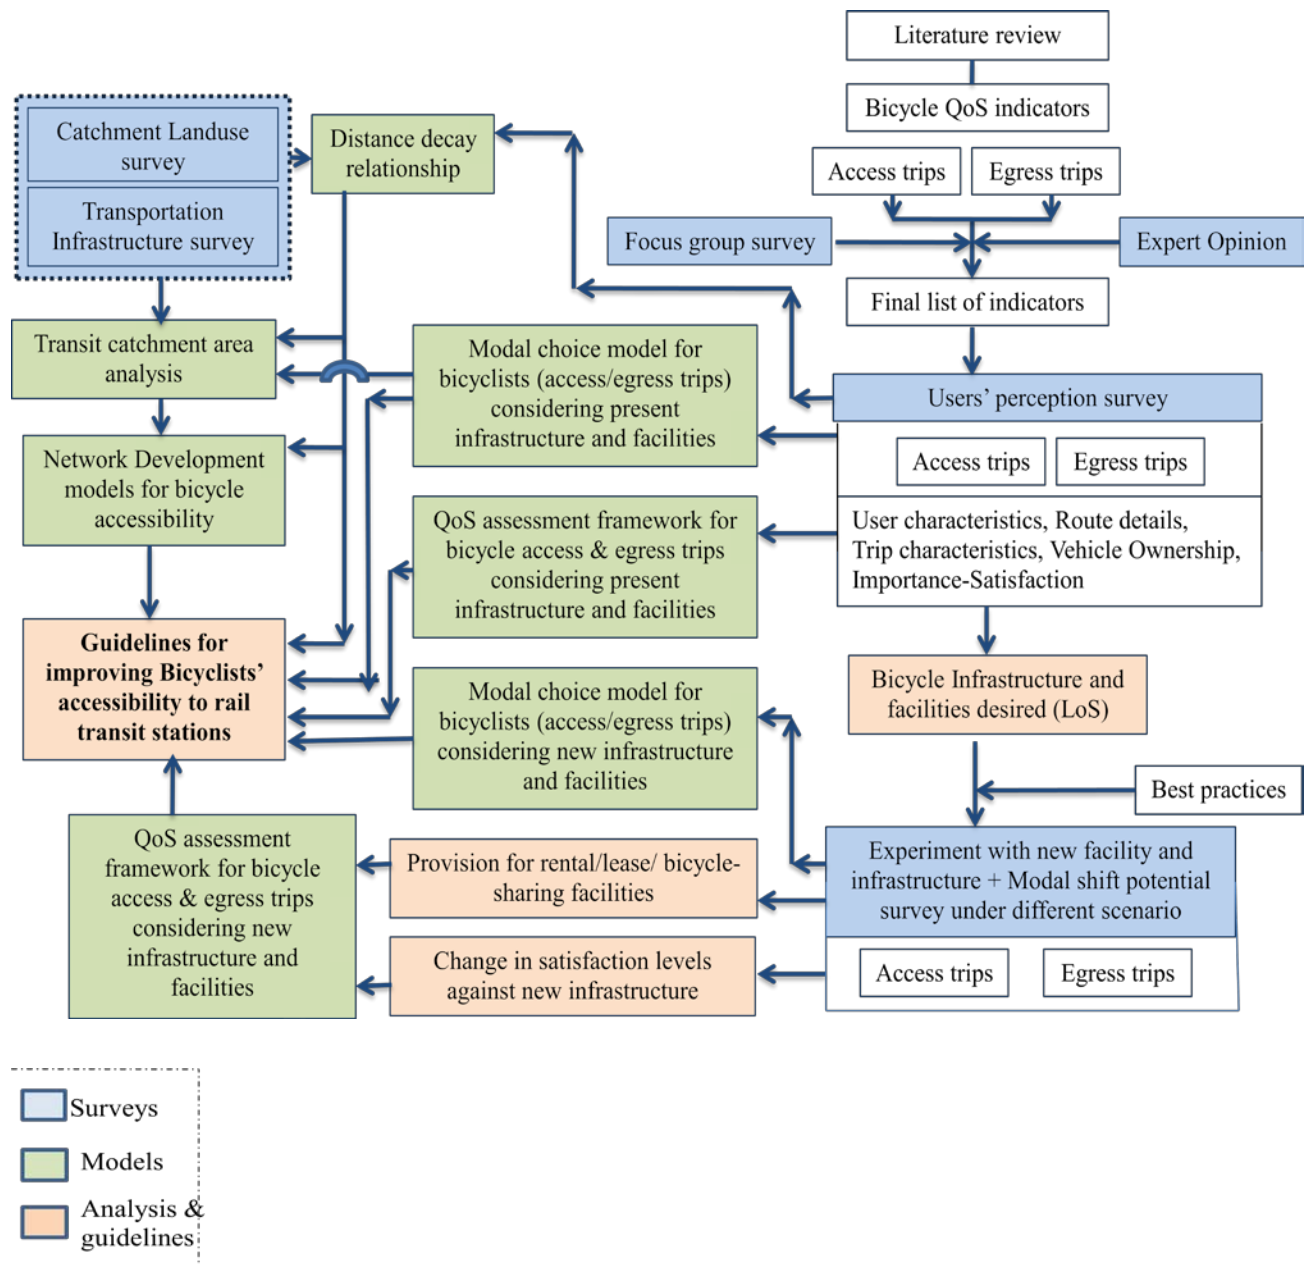 Literature review
Bicycle QoS indicators
Access trips
Egress trips
Focus group survey
Expert Opinion
Final list of indicators
Catchment Landuse
survey
Transportation
Infrastructure survey
Distance decay
relationship
Transit catchment area
analysis
Network Development
models for bicycle
accessibility
Guidelines for
improving Bicyclists’
accessibility to rail
transit stations
Modal choice model for
bicyclists (access/egress trips)
considering present
infrastructure and facilities
QoS assessment framework for
bicycle access & egress trips
considering present
infrastructure and facilities
Modal choice model for
bicyclists (access/egress trips)
considering new infrastructure
and facilities
Users’ perception survey
Access trips
Egress trips
User characteristics, Route details,
Trip characteristics, Vehicle Ownership,
Importance-Satisfaction
Bicycle Infrastructure and
facilities desired (LoS)
Best practices
Experiment with new facility and
infrastructure + Modal shift potential
survey under different scenario
Access trips
Egress trips
Provision for rental/lease/ bicycle-
sharing facilities
Change in satisfaction levels
against new infrastructure
QoS assessment
framework for bicycle
access & egress trips
considering new
infrastructure and
facilities
Surveys
Models
Analysis &
guidelines